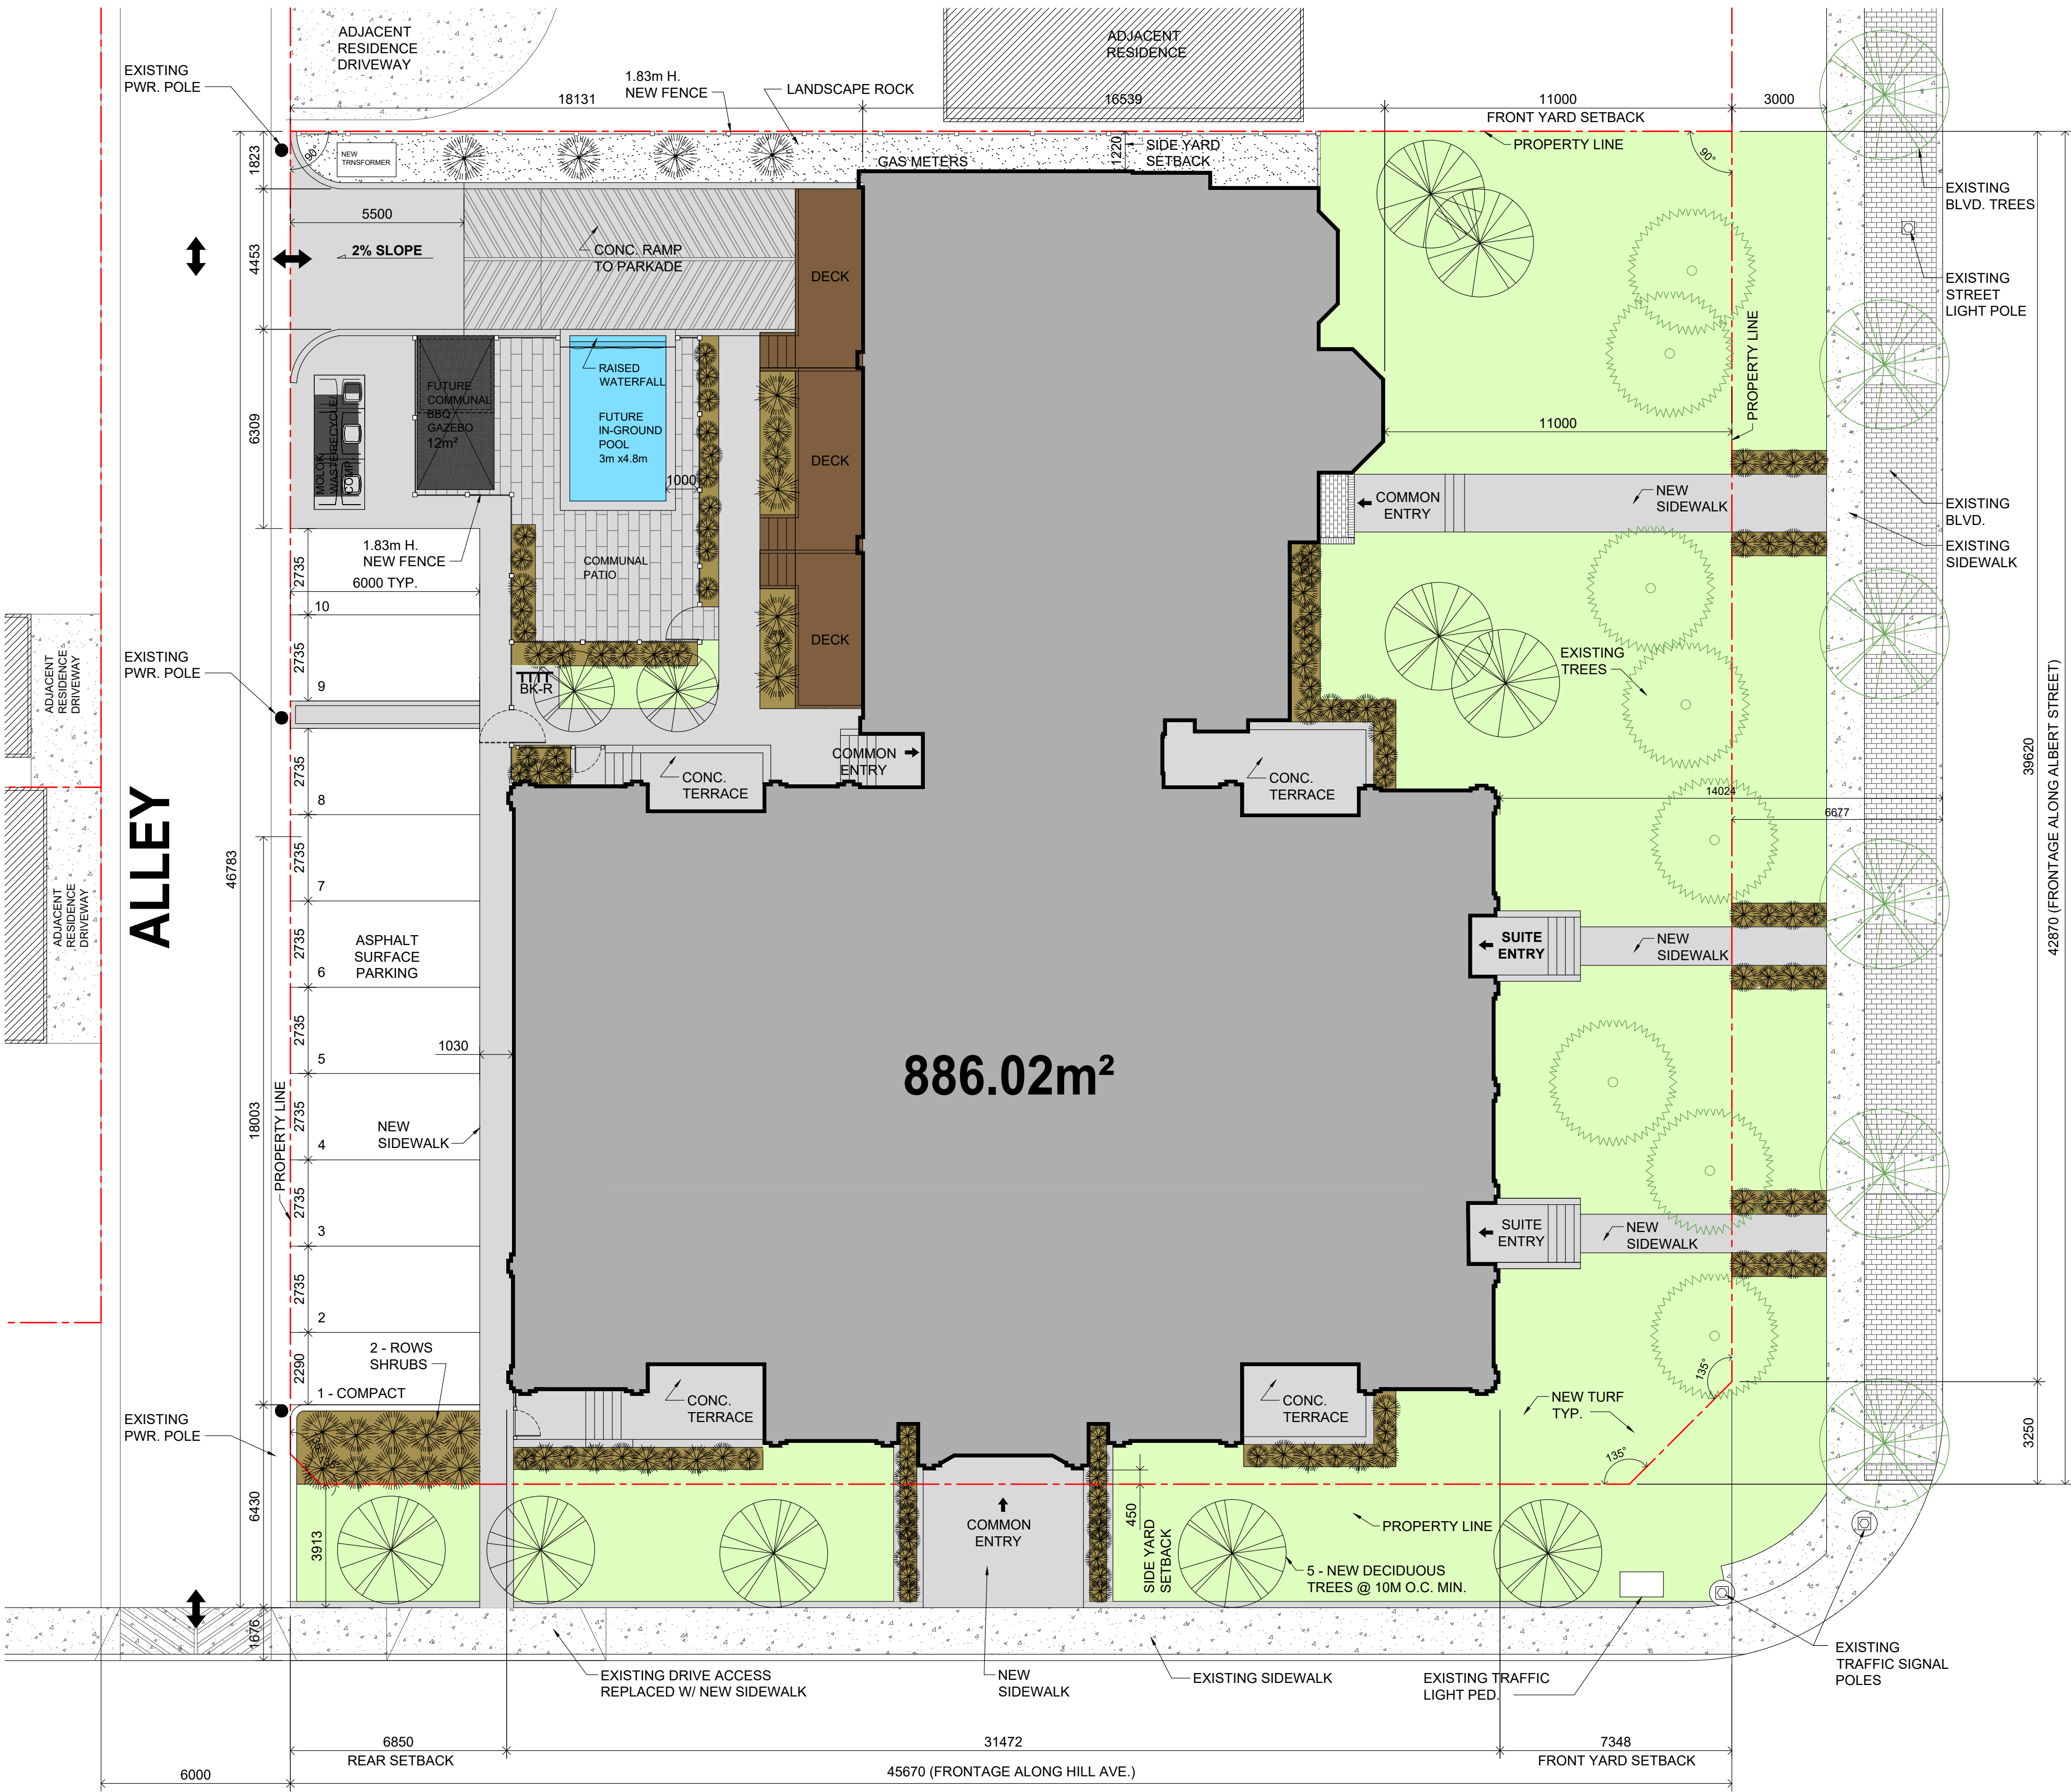 ADJACENT
RESIDENCE
DRIVEWAY
ADJACENT
RESIDENCE
EXISTING
PWR. POLE
1.83m H.
NEW FENCE
LANDSCAPE ROCK
18131
16539
11000
3000
FRONT YARD SETBACK
PROPERTY LINE
90°
NEW
TRNSFORMER
GAS METERS
1220
SIDE YARD
SETBACK
90°
1823
EXISTING
BLVD. TREES
5500
2% SLOPE
CONC. RAMP
TO PARKADE
4453
DECK
EXISTING
STREET
LIGHT POLE
PROPERTY LINE
RAISED
WATERFALL
FUTURE
COMMUNAL
BBQ
GAZEBO
12m²
FUTURE
IN-GROUND
POOL
3m x4.8m
6309
MOLOK
WASTE/RECYCLE/
COMP.
1000
DECK
11000
COMMON
ENTRY
NEW
SIDEWALK
EXISTING
BLVD.
EXISTING
SIDEWALK
1.83m H.
NEW FENCE
COMMUNAL
PATIO
2735
6000 TYP.
10
2735
9
DECK
BK-R
EXISTING
PWR. POLE
ADJACENT
RESIDENCE
DRIVEWAY
EXISTING
TREES
39620
42870 (FRONTAGE ALONG ALBERT STREET)
COMMON
ENTRY
CONC.
TERRACE
CONC.
TERRACE
2735
8
14024
6677
ALLEY
46783
2735
7
ADJACENT
RESIDENCE
DRIVEWAY
2735
6
ASPHALT
SURFACE
PARKING
SUITE
ENTRY
NEW
SIDEWALK
2735
5
1030
886.02m²
18003
PROPERTY LINE
2735
4
NEW
SIDEWALK
2735
3
SUITE
ENTRY
NEW
SIDEWALK
2735
2
2 - ROWS
SHRUBS
2290
1 - COMPACT
CONC.
TERRACE
CONC.
TERRACE
135°
NEW TURF
TYP.
EXISTING
PWR. POLE
135°
135°
135°
3250
6430
3913
COMMON
ENTRY
450
SIDE YARD
SETBACK
PROPERTY LINE
5 - NEW DECIDUOUS
TREES @ 10M O.C. MIN.
1676
EXISTING DRIVE ACCESS
REPLACED W/ NEW SIDEWALK
NEW
SIDEWALK
EXISTING SIDEWALK
EXISTING TRAFFIC
LIGHT PED.
EXISTING
TRAFFIC SIGNAL
POLES
6850
REAR SETBACK
31472
7348
FRONT YARD SETBACK
6000
45670 (FRONTAGE ALONG HILL AVE.)